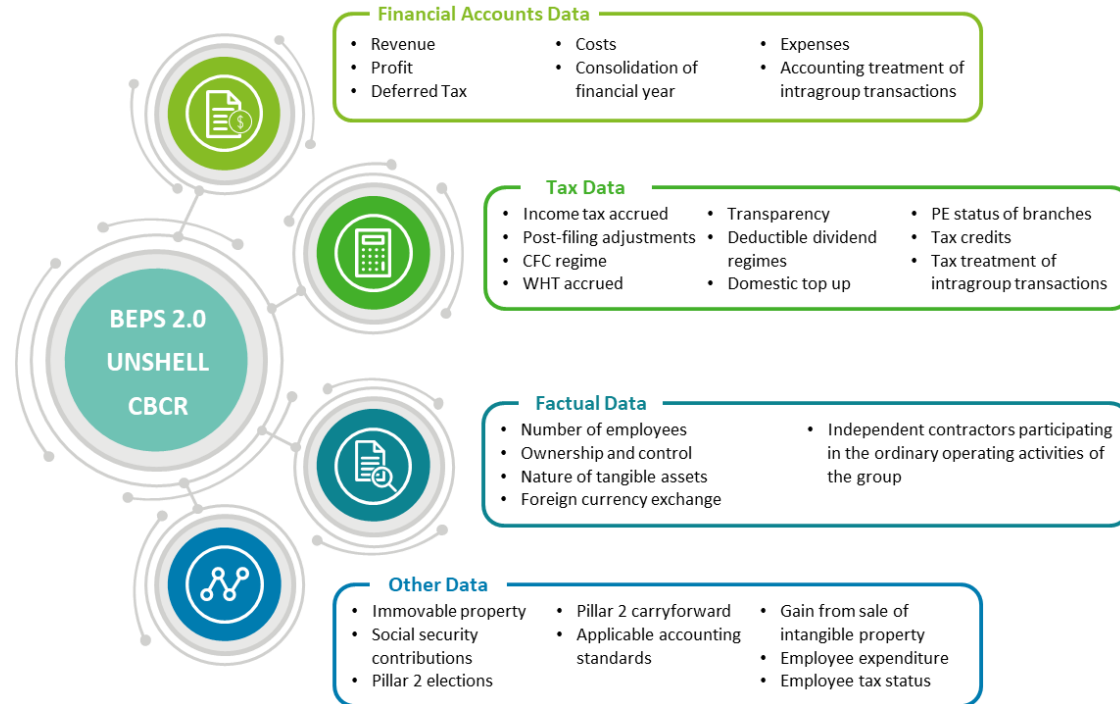 Financial Accounts Data
• Revenue
• Profit
• Deferred Tax
• Costs
• Consolidation of
financial year
• Expenses
• Accounting treatment of
intragroup transactions
$
Tax Data
• Income tax accrued
• Post-filing adjustments
• CFC regime
• WHT accrued
• Transparency
• Deductible dividend
regimes
• Domestic top up
• PE status of branches
• Tax credits
• Tax treatment of
intragroup transactions
BEPS 2.0
UNSHELL
CBCR
Factual Data
• Number of employees
• Ownership and control
• Nature of tangible assets
• Foreign currency exchange
• Independent contractors participating
in the ordinary operating activities of
the group
Other Data
• Immovable property
• Social security
contributions
• Pillar 2 elections
• Pillar 2 carryforward
• Applicable accounting
standards
• Gain from sale of
intangible property
• Employee expenditure
• Employee tax status